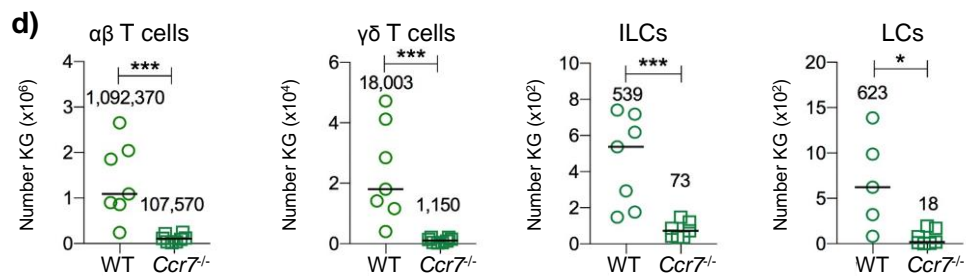 d)
αβ T cells
Number KG (x10⁶)
4
3
2
1
0
***
1,092,370
107,570
WT Ccr7⁻/⁻
γδ T cells
Number KG (x10⁴)
6
4
2
0
***
18,003
1,150
WT Ccr7⁻/⁻
ILCs
Number KG (x10²)
10
8
6
4
2
0
***
539
73
WT Ccr7⁻/⁻
LCs
Number KG (x10²)
20
15
10
5
0
*
623
18
WT Ccr7⁻/⁻